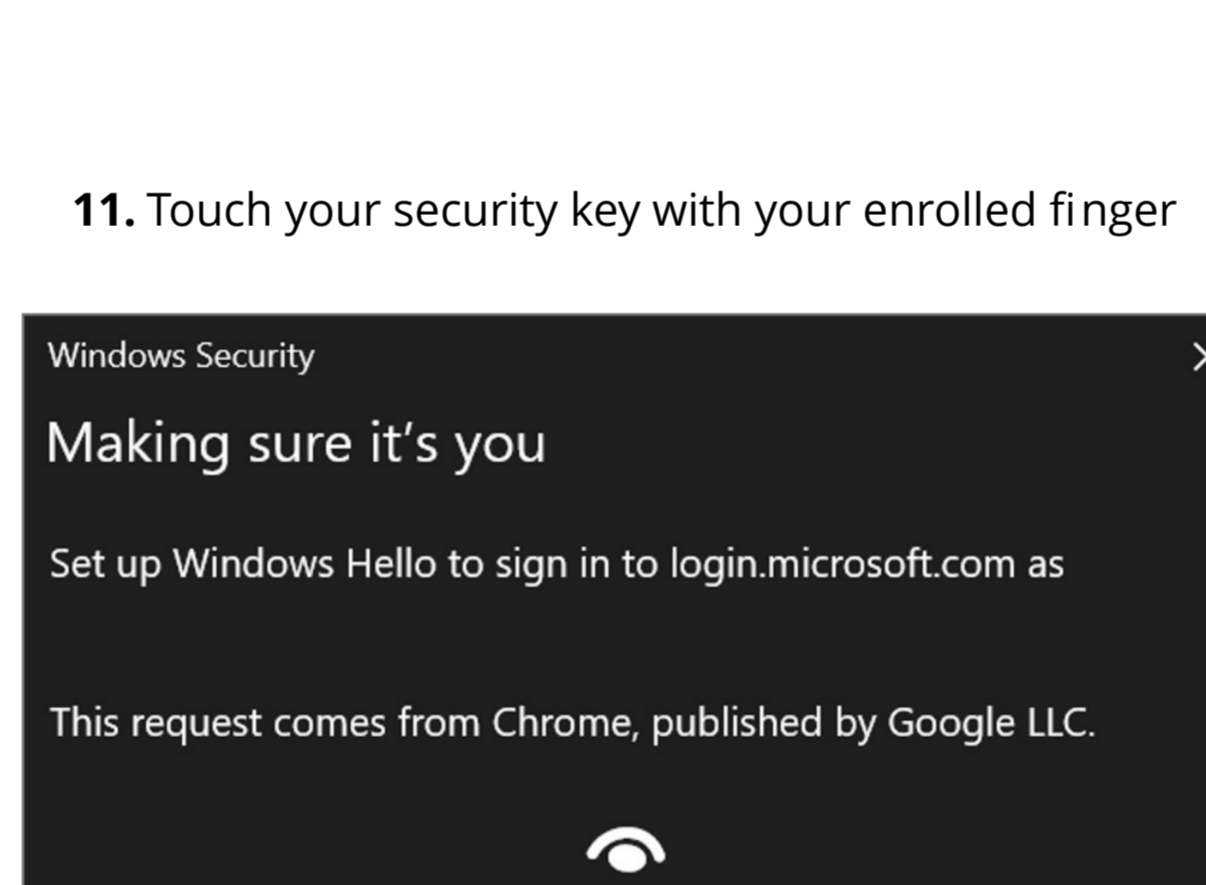 11. Touch your security key with your enrolled finger
Windows Security
Making sure it’s you
Set up Windows Hello to sign in to login.microsoft.com as
This request comes from Chrome, published by Google LLC.